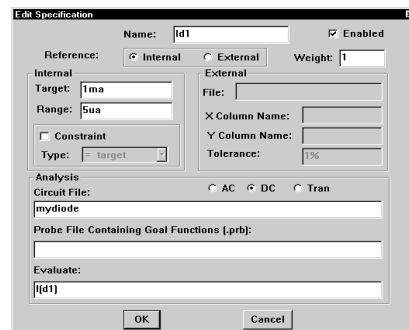 Edit Specification
Name: Id1 Enabled
Reference: Internal External Weight: 1
Internal External
Target: 1ma File:
Range: 5ua X Column Name:
Constraint Y Column Name:
Type: = target Tolerance: 1%
Analysis
Circuit File: AC DC Tran
mydiode
Probe File Containing Goal Functions (.prb):
Evaluate:
I(d1)
OK Cancel